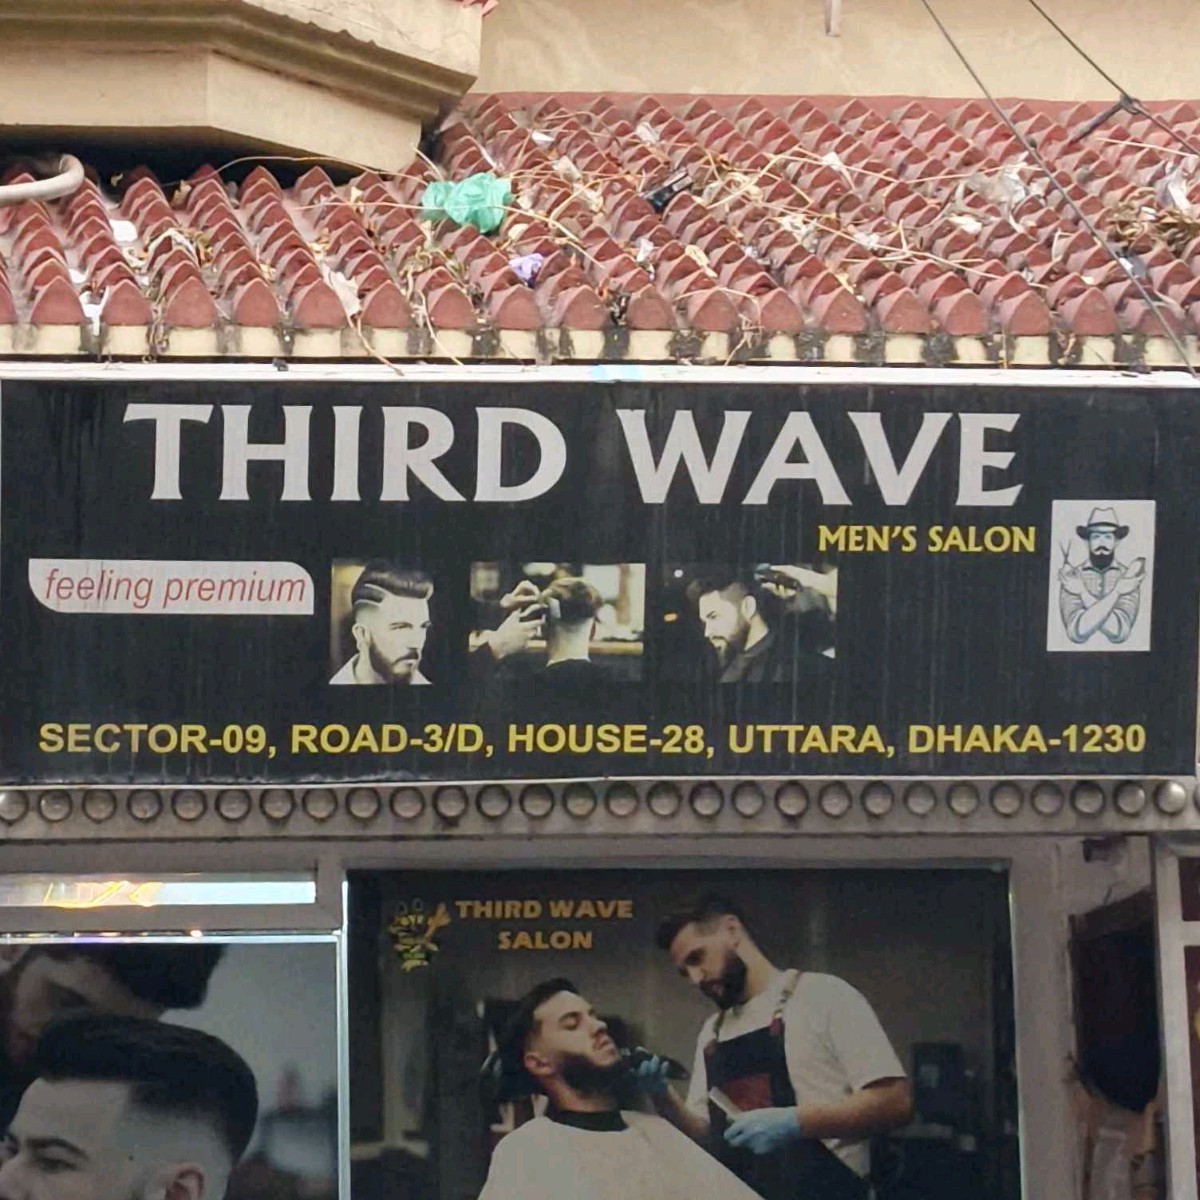 THIRD WAVE
MEN'S SALON
feeling premium
SECTOR-09, ROAD-3/D, HOUSE-28, UTTARA, DHAKA-1230
THIRD WAVE
SALON